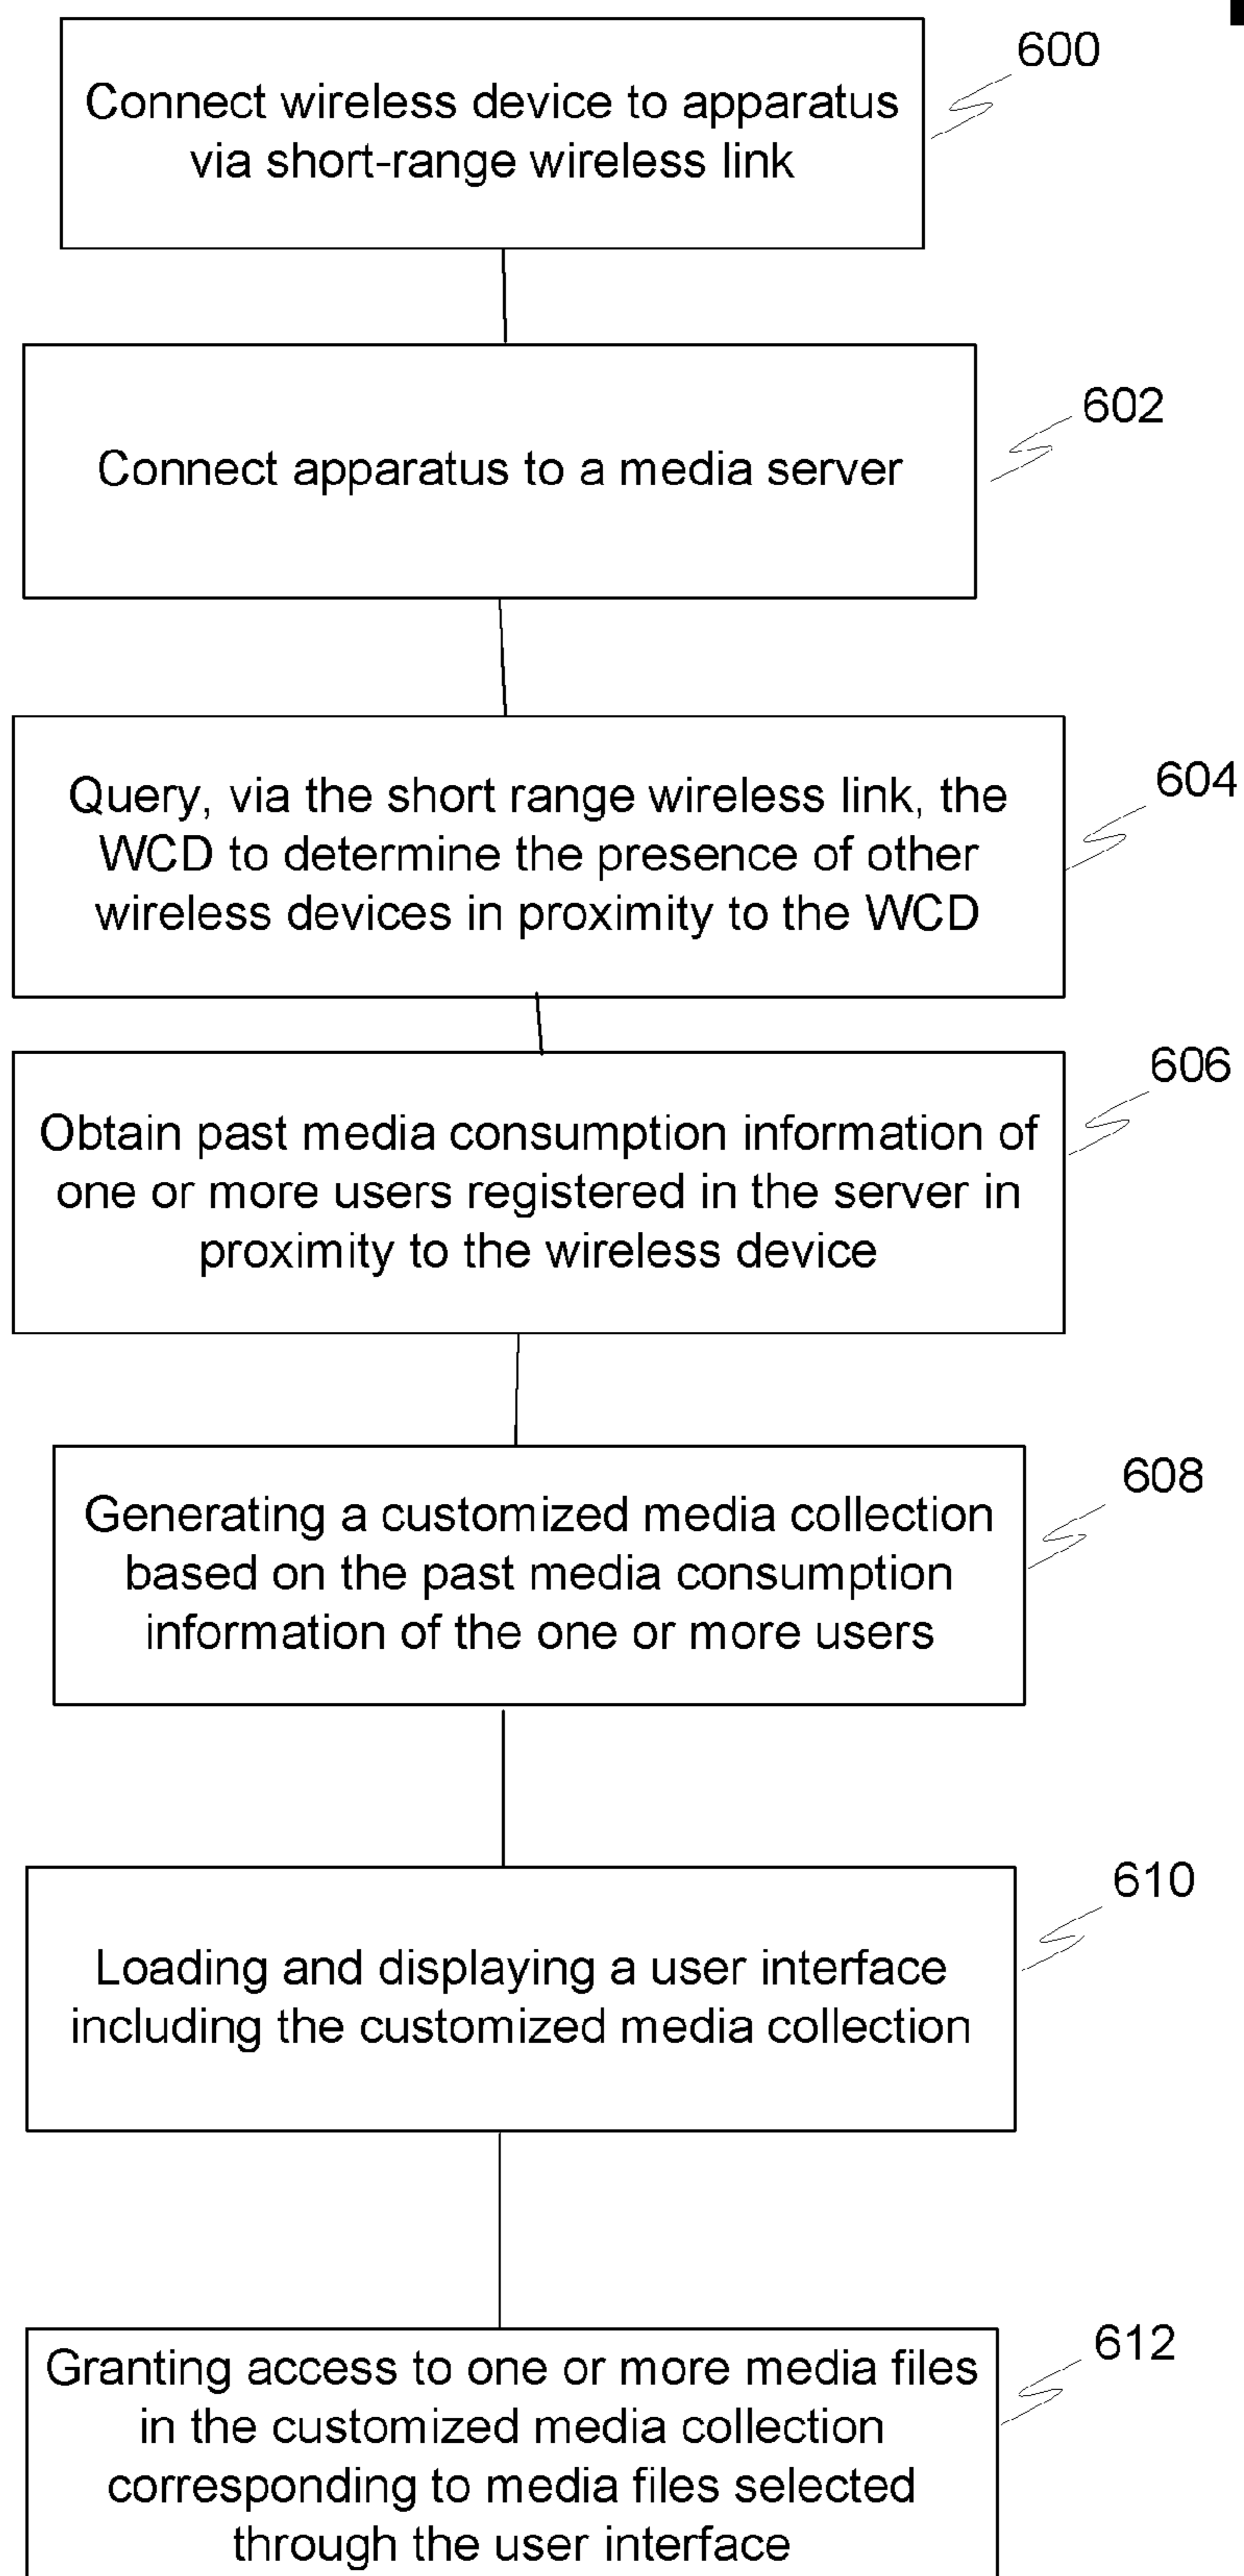 600
Connect wireless device to apparatus
via short-range wireless link
602
Connect apparatus to a media server
604
Query, via the short range wireless link, the
WCD to determine the presence of other
wireless devices in proximity to the WCD
606
Obtain past media consumption information of
one or more users registered in the server in
proximity to the wireless device
608
Generating a customized media collection
based on the past media consumption
information of the one or more users
610
Loading and displaying a user interface
including the customized media collection
612
Granting access to one or more media files
in the customized media collection
corresponding to media files selected
through the user interface